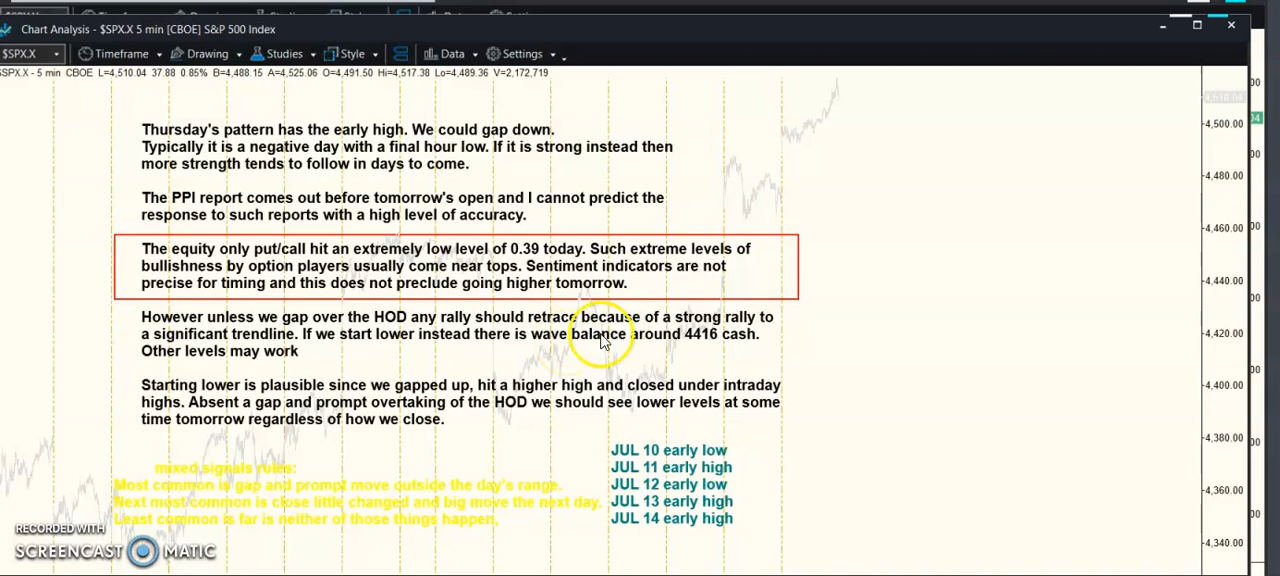 Chart Analysis - $SPX.X 5 min [CBOE] S&P 500 Index
$SPX.X Timeframe Drawing Studies Style Data Settings
$SPX.X - 5 min CBOE L=4,510.04 37.88 0.85% B=4,488.15 A=4,525.06 O=4,491.50 Hi=4,517.38 Lo=4,489.36 V=2,172,719
4,510.04
4,500.00
4,480.00
4,460.00
4,440.00
4,420.00
4,400.00
4,380.00
4,360.00
4,340.00
Thursday's pattern has the early high. We could gap down.
Typically it is a negative day with a final hour low. If it is strong instead then
more strength tends to follow in days to come.
The PPI report comes out before tomorrow's open and I cannot predict the
response to such reports with a high level of accuracy.
The equity only put/call hit an extremely low level of 0.39 today. Such extreme levels of
bullishness by option players usually come near tops. Sentiment indicators are not
precise for timing and this does not preclude going higher tomorrow.
However unless we gap over the HOD any rally should retrace because of a strong rally to
a significant trendline. If we start lower instead there is wave balance around 4416 cash.
Other levels may work
Starting lower is plausible since we gapped up, hit a higher high and closed under intraday
highs. Absent a gap and prompt overtaking of the HOD we should see lower levels at some
time tomorrow regardless of how we close.
JUL 10 early low
JUL 11 early high
JUL 12 early low
JUL 13 early high
JUL 14 early high
mixed signals rules:
Most common is gap and prompt move outside the day's range.
Next most common is close little changed and big move the next day.
Least common is far is neither of those things happen,
RECORDED WITH
SCREENCAST MATIC